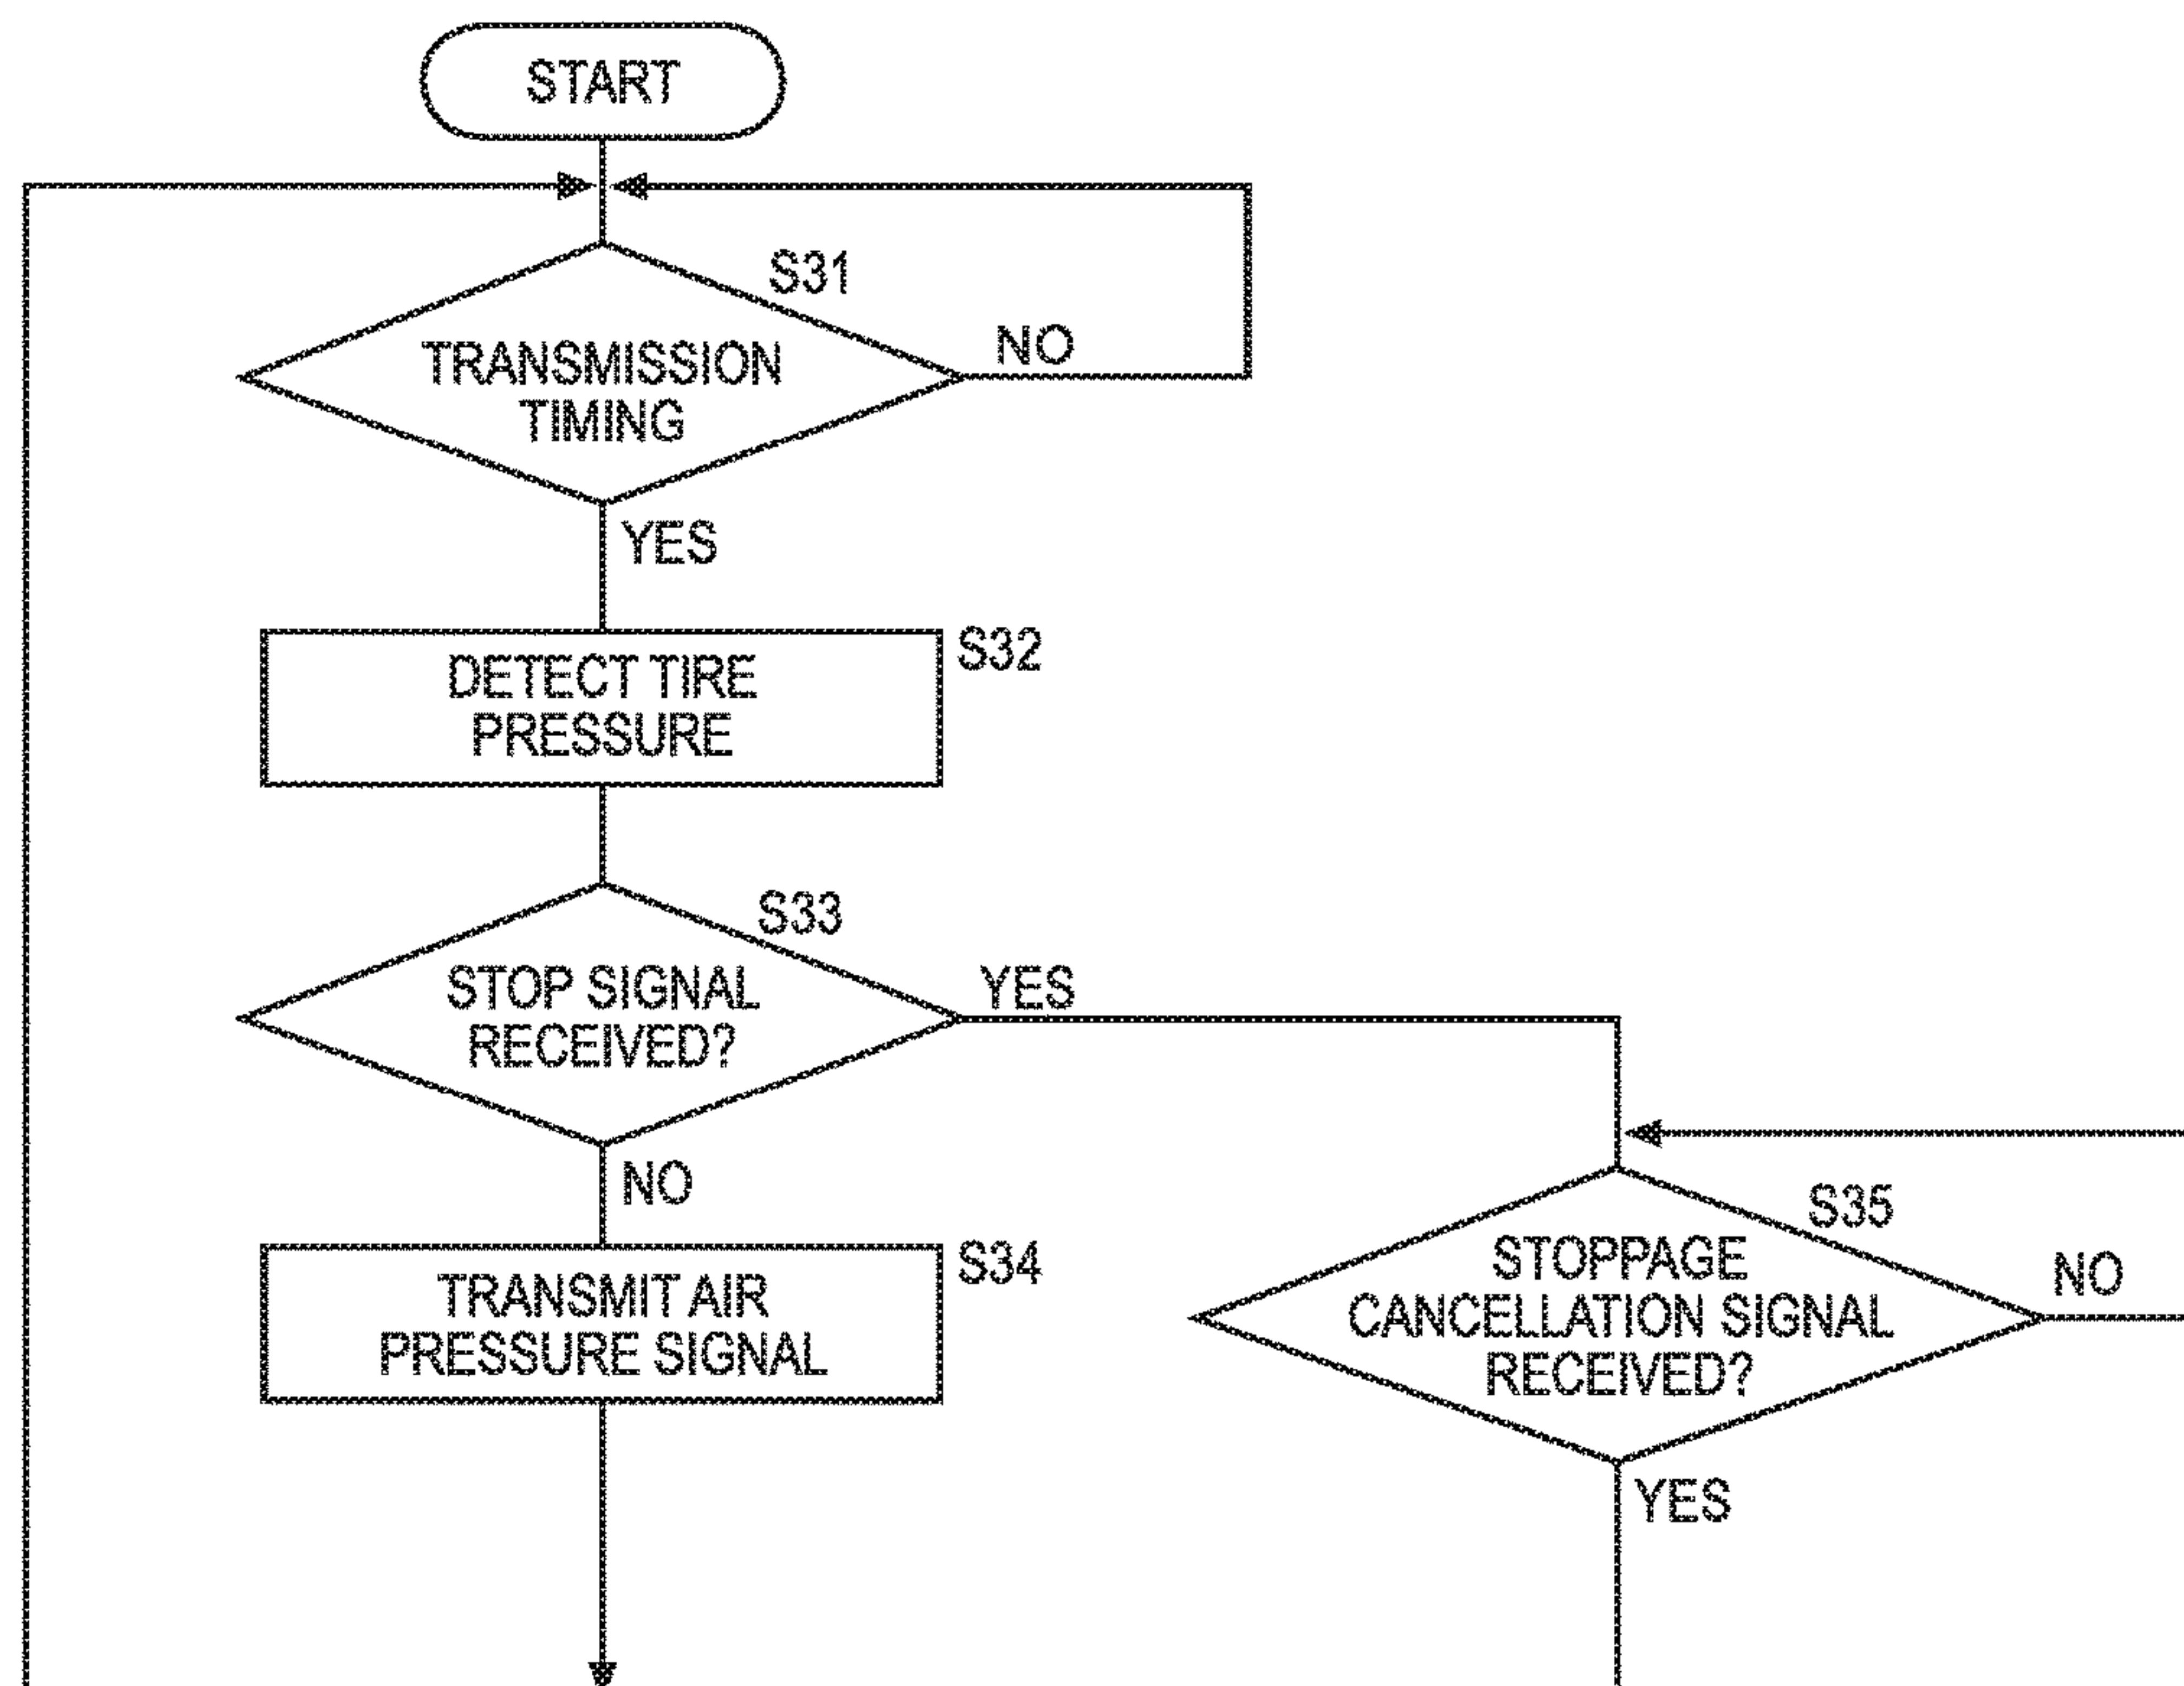 START
S31
TRANSMISSION
TIMING
NO
YES
S32
DETECT TIRE
PRESSURE
S33
STOP SIGNAL
RECEIVED?
YES
NO
S34
TRANSMIT AIR
PRESSURE SIGNAL
S35
STOPPAGE
CANCELLATION SIGNAL
RECEIVED?
NO
YES